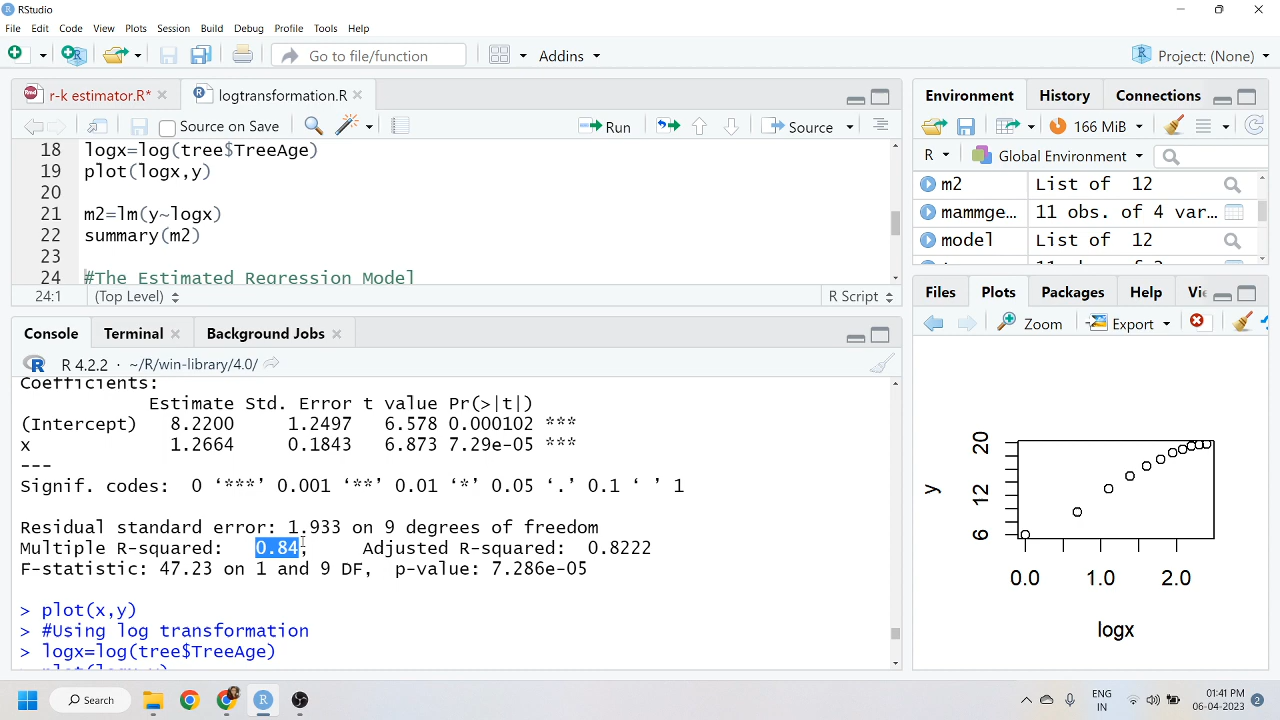 RStudio
File Edit Code View Plots Session Build Debug Profile Tools Help
Go to file/function Addins Project: (None)
r-k estimator.R* logtransformation.R
Source on Save Run Source
18 logx=log(tree$TreeAge)
19 plot(logx,y)
20
21 m2=lm(y~logx)
22 summary(m2)
23
24 #The Estimated Regression Model
24:1 (Top Level) R Script
Console Terminal Background Jobs
R 4.2.2 · ~/R/win-library/4.0/
Coefficients:
Estimate Std. Error t value Pr(>|t|)
(Intercept) 8.2200 1.2497 6.578 0.000102 ***
x 1.2664 0.1843 6.873 7.29e-05 ***
---
Signif. codes: 0 ‘***’ 0.001 ‘**’ 0.01 ‘*’ 0.05 ‘.’ 0.1 ‘ ’ 1
Residual standard error: 1.933 on 9 degrees of freedom
Multiple R-squared: 0.84, Adjusted R-squared: 0.8222
F-statistic: 47.23 on 1 and 9 DF, p-value: 7.286e-05
> plot(x,y)
> #Using log transformation
> logx=log(tree$TreeAge)
Environment History Connections
166 MiB
R Global Environment
m2 List of 12
mammge… 11 obs. of 4 var…
model List of 12
Files Plots Packages Help Vi
Zoom Export
20
12
6
y
0.0 1.0 2.0
logx
Search
ENG
IN
01:41 PM
06-04-2023
2